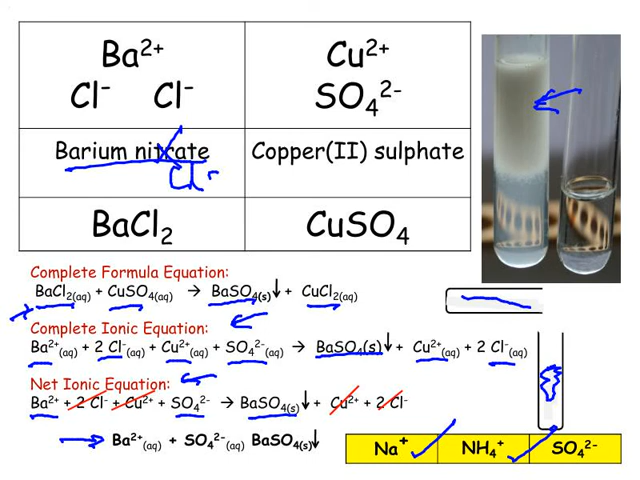 Ba²⁺
Cl⁻ Cl⁻
Cu²⁺
SO₄²⁻
Barium nitrate
Cl
Copper(II) sulphate
BaCl₂
CuSO₄
Complete Formula Equation:
BaCl₂(aq) + CuSO₄(aq) → BaSO₄(s)↓ + CuCl₂(aq)
Complete Ionic Equation:
Ba²⁺(aq) + 2 Cl⁻(aq) + Cu²⁺(aq) + SO₄²⁻(aq) → BaSO₄(s)↓ + Cu²⁺(aq) + 2 Cl⁻(aq)
Net Ionic Equation:
Ba²⁺ + 2 Cl⁻ + Cu²⁺ + SO₄²⁻ → BaSO₄(s)↓ + Cu²⁺ + 2 Cl⁻
Ba²⁺(aq) + SO₄²⁻(aq) BaSO₄(s)↓
Na⁺ NH₄⁺ SO₄²⁻